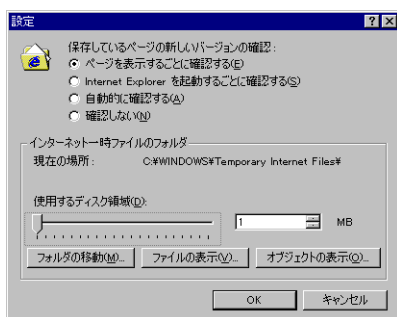 設定
保存しているページの新しいバージョンの確認:
ページを表示するごとに確認する(E)
Internet Explorer を起動するごとに確認する(S)
自動的に確認する(A)
確認しない(N)
インターネット一時ファイルのフォルダ
現在の場所: C:¥WINDOWS¥Temporary Internet Files¥
使用するディスク領域(D):
1 MB
フォルダの移動(M)... ファイルの表示(V)... オブジェクトの表示(O)...
OK キャンセル